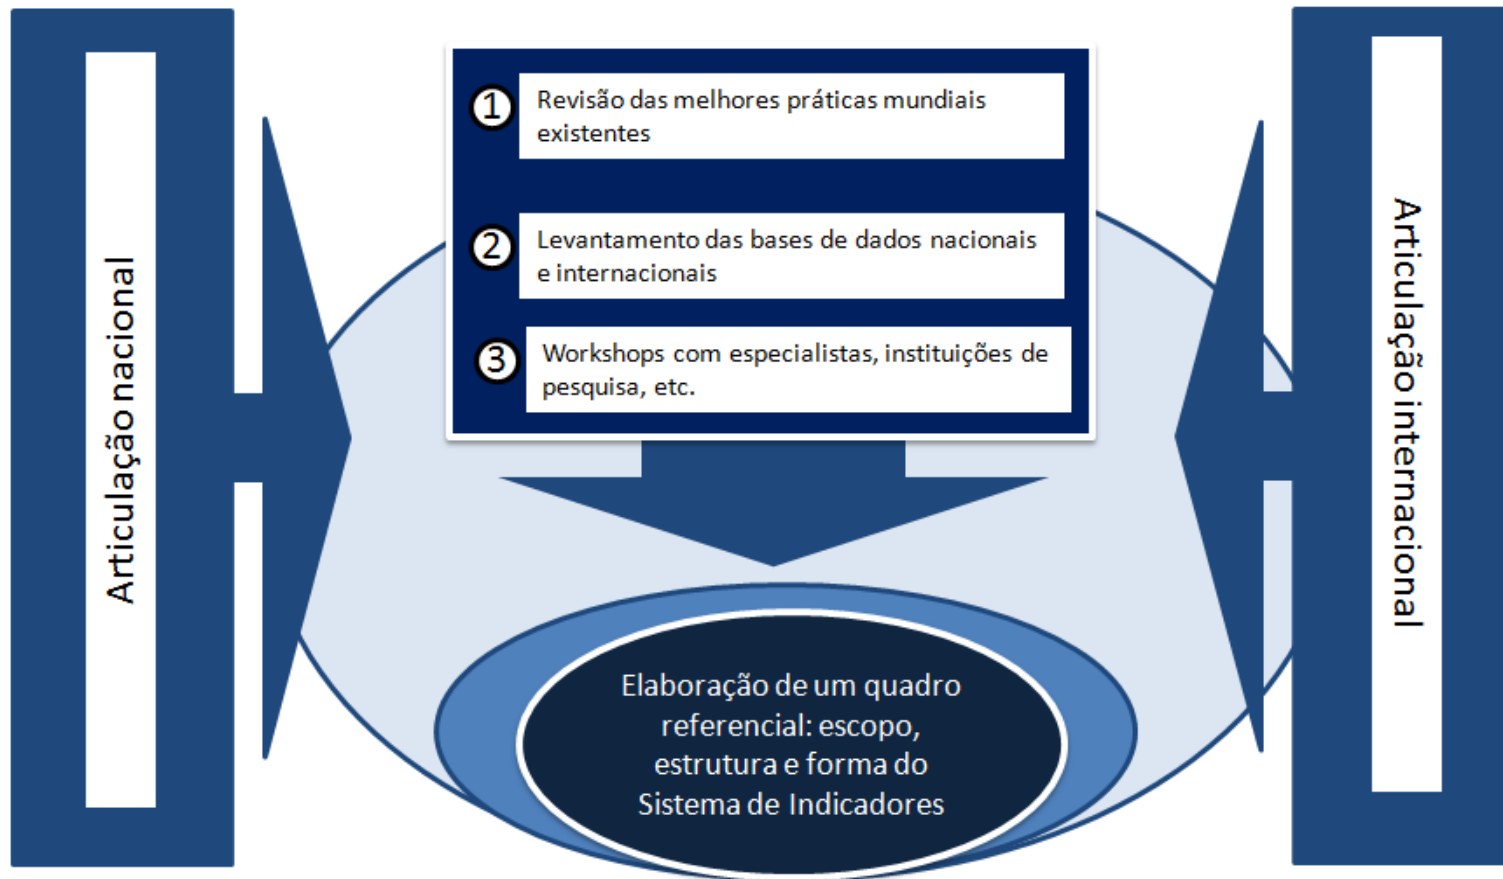 Articulação nacional
1
Revisão das melhores práticas mundiais
existentes
2
Levantamento das bases de dados nacionais
e internacionais
3
Workshops com especialistas, instituições de
pesquisa, etc.
Elaboração de um quadro
referencial: escopo,
estrutura e forma do
Sistema de Indicadores
Articulação internacional